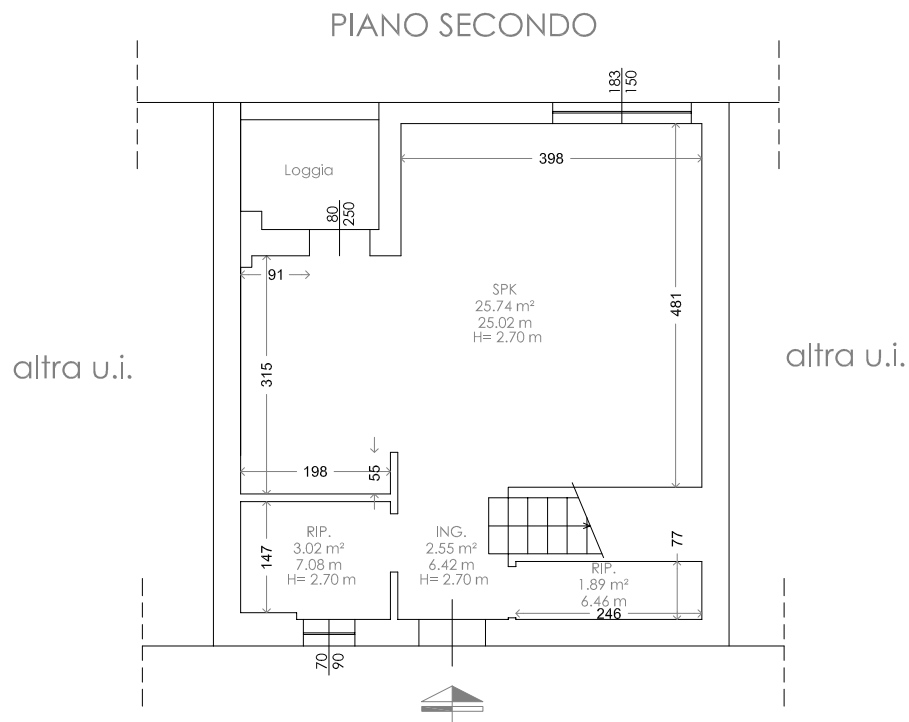 PIANO SECONDO
183
150
398
Loggia
80
250
91
SPK
25.74 m²
25.02 m
H= 2.70 m
481
altra u.i.
altra u.i.
315
198
55
147
RIP.
3.02 m²
7.08 m
H= 2.70 m
ING.
2.55 m²
6.42 m
H= 2.70 m
77
RIP.
1.89 m²
6.46 m
246
70
90